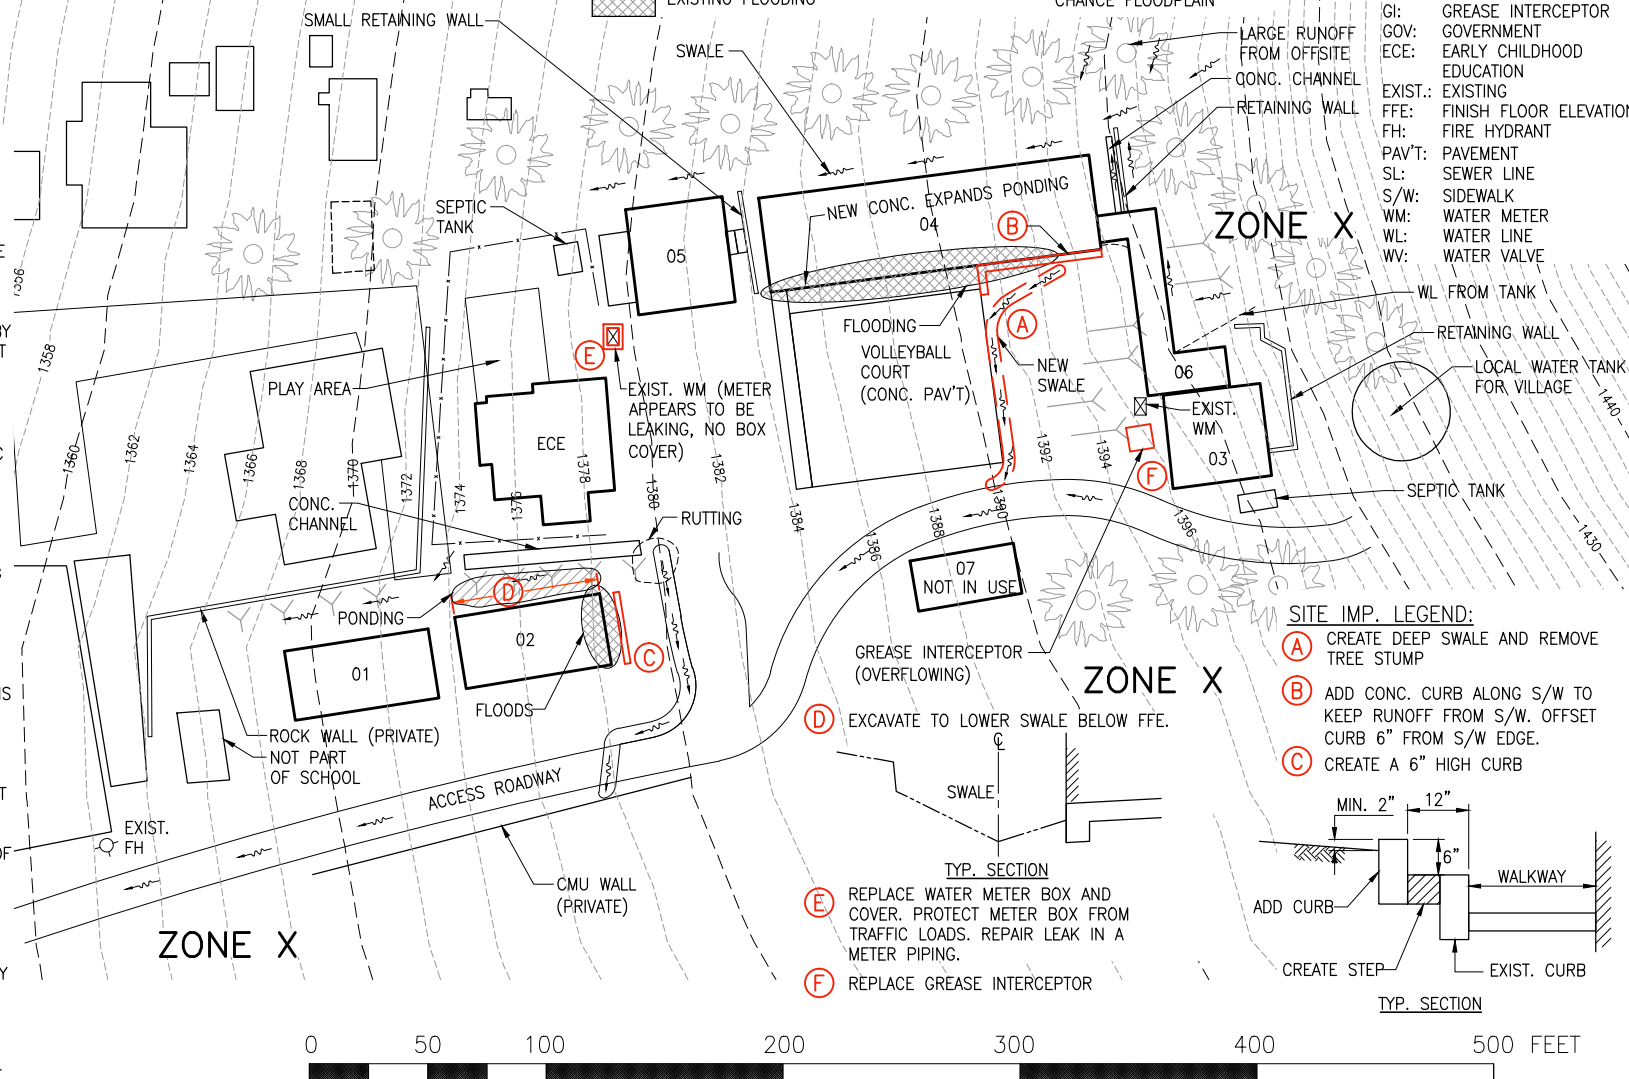 EXISTING FLOODING
CHANCE FLOODPLAIN
GI: GREASE INTERCEPTOR
GOV: GOVERNMENT
ECE: EARLY CHILDHOOD
EDUCATION
EXIST.: EXISTING
FFE: FINISH FLOOR ELEVATION
FH: FIRE HYDRANT
PAV'T: PAVEMENT
SL: SEWER LINE
S/W: SIDEWALK
WM: WATER METER
WL: WATER LINE
WV: WATER VALVE
SMALL RETAINING WALL
SWALE
LARGE RUNOFF
FROM OFFSITE
CONC. CHANNEL
RETAINING WALL
SEPTIC
TANK
05
NEW CONC. EXPANDS PONDING
04
B
ZONE X
WL FROM TANK
RETAINING WALL
LOCAL WATER TANK
FOR VILLAGE
FLOODING
A
VOLLEYBALL
COURT
(CONC. PAV'T)
NEW
SWALE
06
EXIST.
WM
03
F
SEPTIC TANK
E
EXIST. WM (METER
APPEARS TO BE
LEAKING, NO BOX
COVER)
PLAY AREA
ECE
CONC.
CHANNEL
RUTTING
1356
1358
1360
1362
1364
1366
1368
1370
1372
1374
1376
1378
1380
1382
1384
1386
1388
1390
1392
1394
1396
1430
1440
D
PONDING
02
01
C
FLOODS
ROCK WALL (PRIVATE)
NOT PART
OF SCHOOL
ACCESS ROADWAY
EXIST.
FH
CMU WALL
(PRIVATE)
ZONE X
07
NOT IN USE
GREASE INTERCEPTOR
(OVERFLOWING)
ZONE X
D EXCAVATE TO LOWER SWALE BELOW FFE.
CL
SWALE
TYP. SECTION
E REPLACE WATER METER BOX AND
COVER. PROTECT METER BOX FROM
TRAFFIC LOADS. REPAIR LEAK IN A
METER PIPING.
F REPLACE GREASE INTERCEPTOR
SITE IMP. LEGEND:
A CREATE DEEP SWALE AND REMOVE
TREE STUMP
B ADD CONC. CURB ALONG S/W TO
KEEP RUNOFF FROM S/W. OFFSET
CURB 6" FROM S/W EDGE.
C CREATE A 6" HIGH CURB
MIN. 2"
12"
6"
WALKWAY
ADD CURB
CREATE STEP
EXIST. CURB
TYP. SECTION
0 50 100 200 300 400 500 FEET